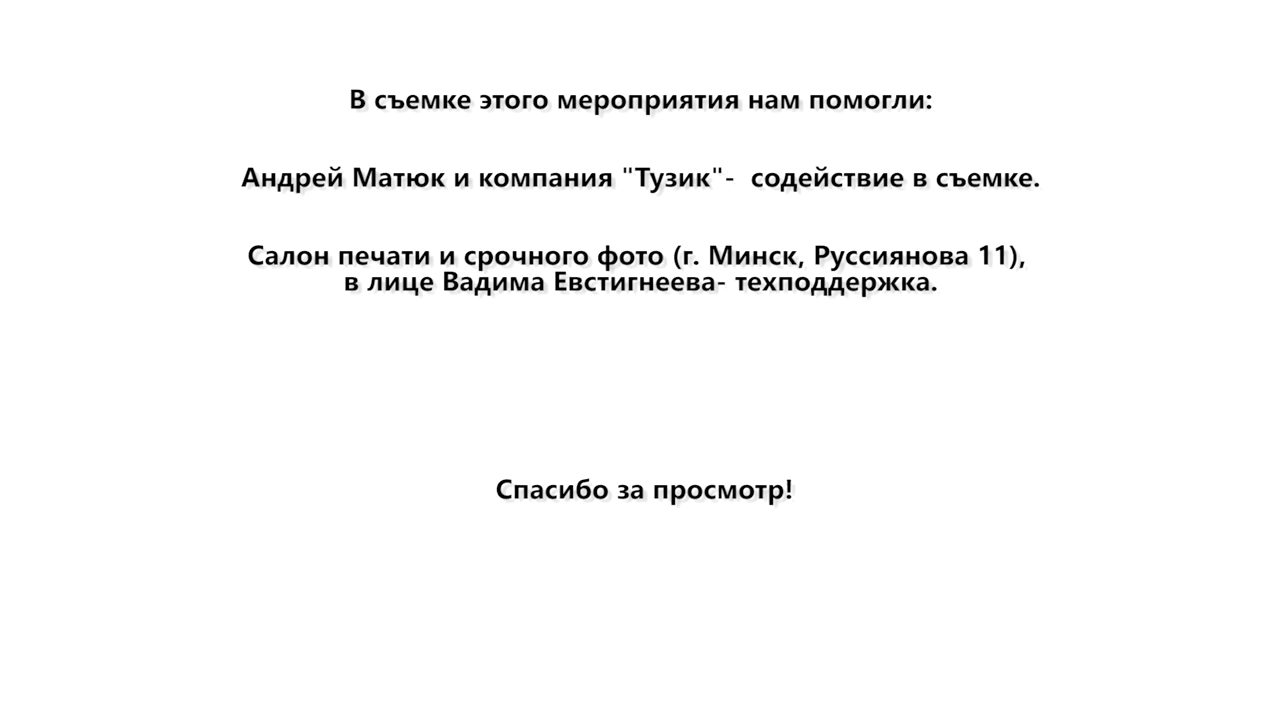 В съемке этого мероприятия нам помогли:
Андрей Матюк и компания "Тузик"-  содействие в съемке.
Салон печати и срочного фото (г. Минск, Руссиянова 11),
в лице Вадима Евстигнеева- техподдержка.
Спасибо за просмотр!